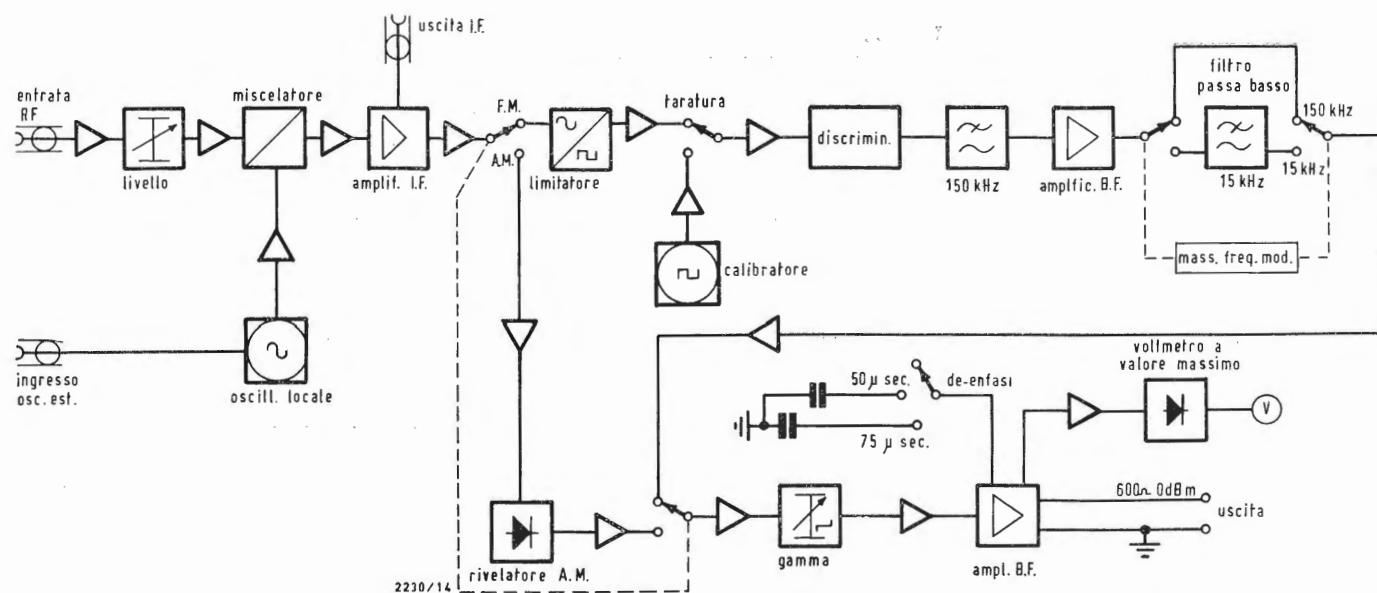 uscita I.F.
entrata
RF
miscelatore
F.M.
taratura
filtro
passa basso
150 kHz
A.M.
discrimin.
livello
amplif. I.F.
limitatore
150 kHz
amplfic. B.F.
15 kHz
15 kHz
calibratore
mass. freq. mod.
voltmetro a
valore massimo
ingresso
osc. est.
oscill. locale
50 μ sec.
de-enfasi
V
75 μ sec.
600Ω 0dBm
uscita
gamma
ampl. B.F.
rivelatore A.M.
2230/14